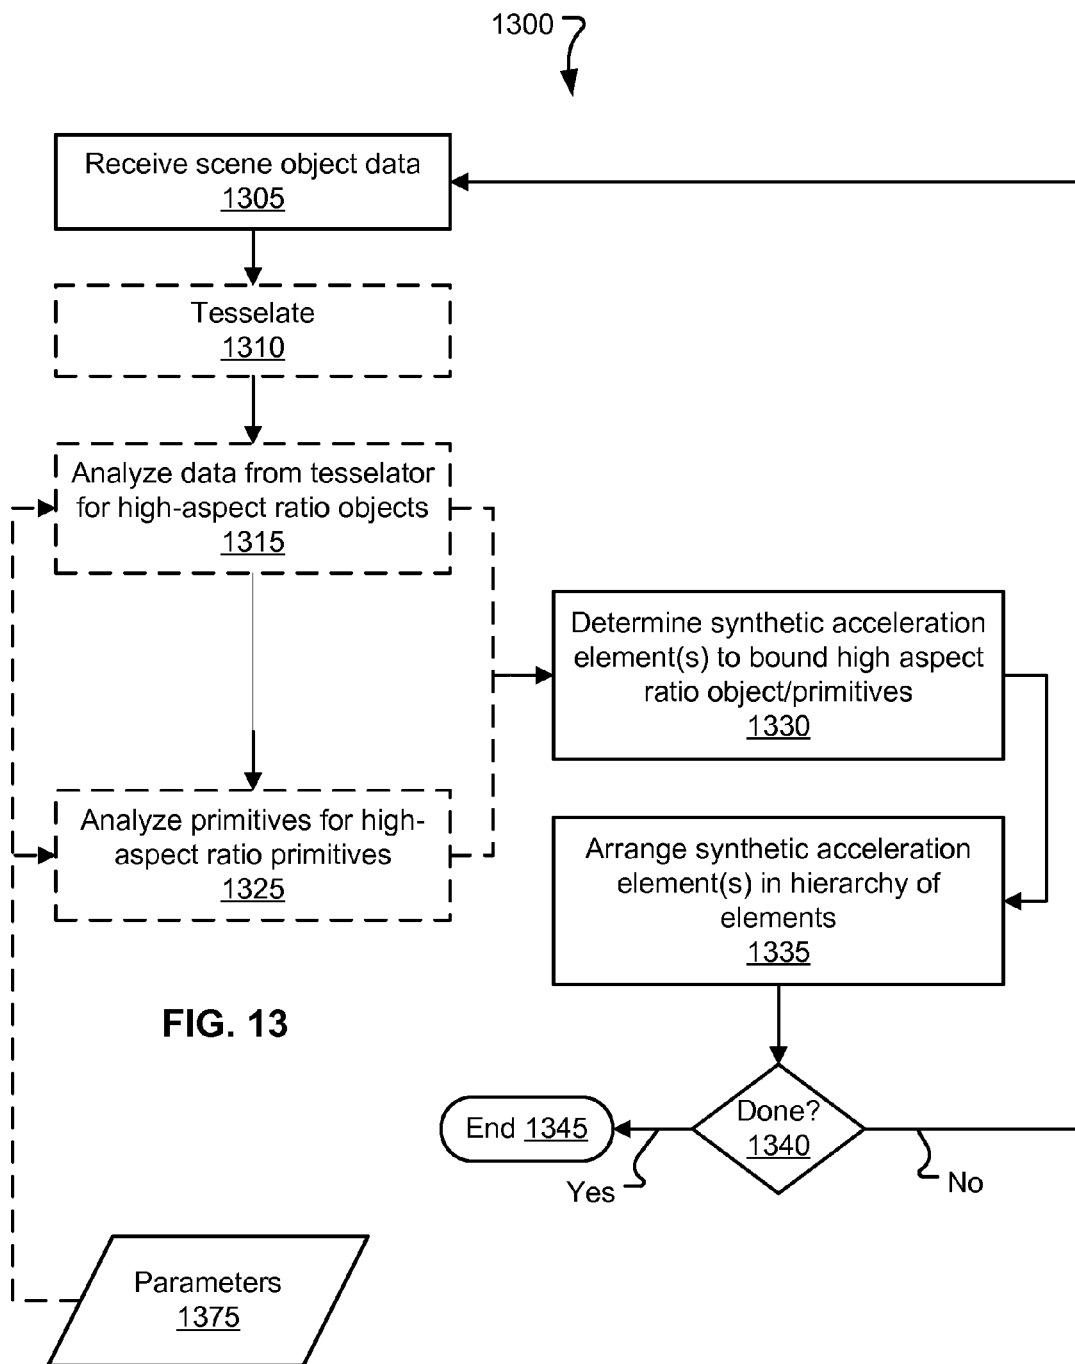 1300
Receive scene object data
1305
Tesselate
1310
Analyze data from tesselator
for high-aspect ratio objects
1315
Analyze primitives for high-
aspect ratio primitives
1325
Determine synthetic acceleration
element(s) to bound high aspect
ratio object/primitives
1330
Arrange synthetic acceleration
element(s) in hierarchy of
elements
1335
FIG. 13
Done?
1340
End 1345
Yes
No
Parameters
1375